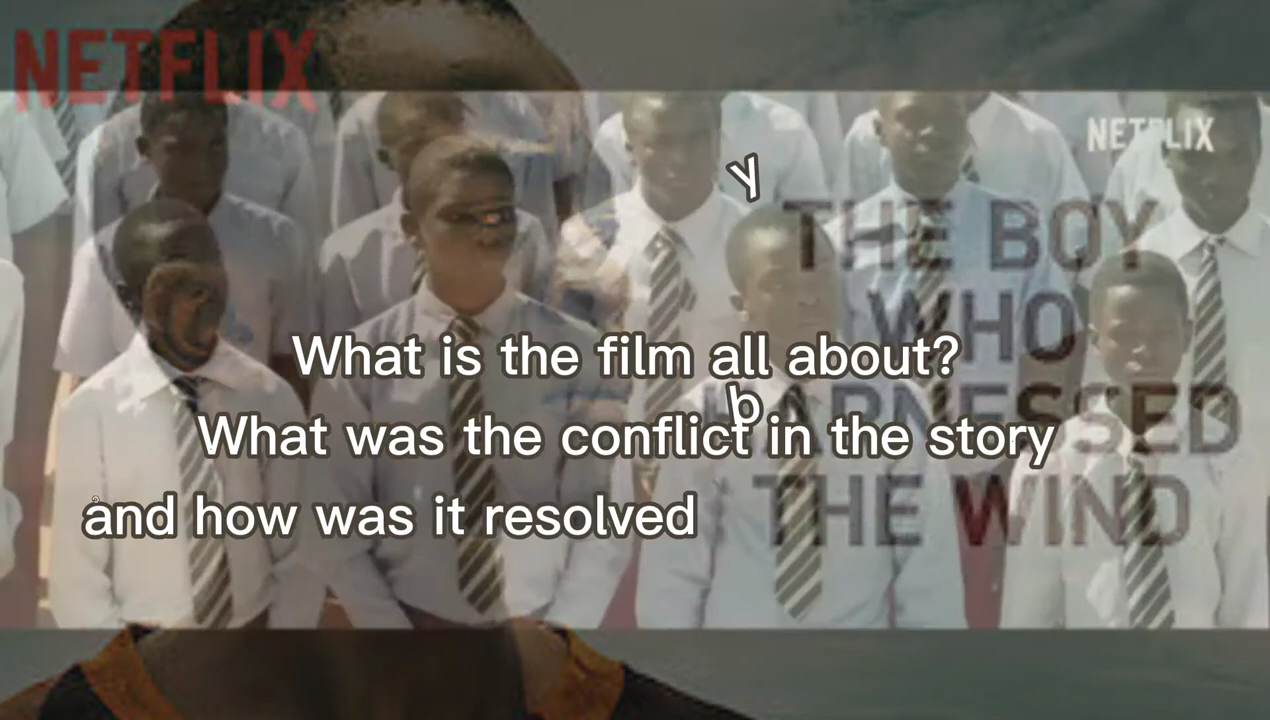 NETFLIX
NETFLIX
y
THE BOY
WHO
What is the film all about?
HARNESSED
b
What was the conflict in the story
THE WIND
and how was it resolved